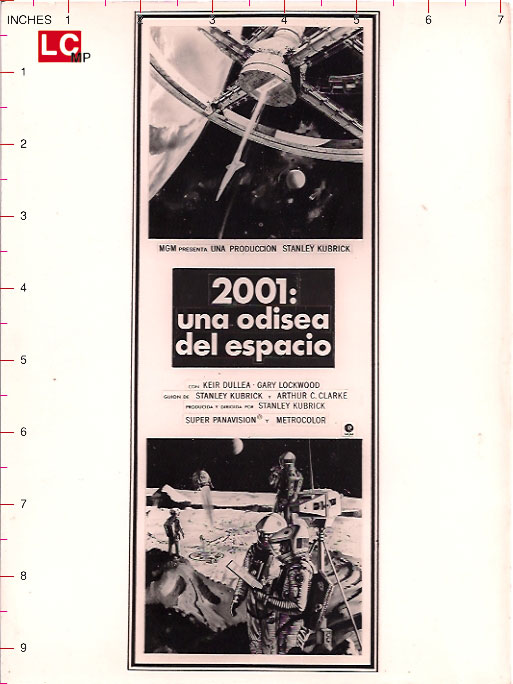 INCHES 1 2 3 4 5 6 7
LC
MP
1
2
3
4
5
6
7
8
9
MGM PRESENTA UNA PRODUCCION STANLEY KUBRICK
2001:
una odisea
del espacio
CON KEIR DULLEA - GARY LOCKWOOD
GUION DE STANLEY KUBRICK Y ARTHUR C. CLARKE
PRODUCIDA Y DIRIGIDA POR STANLEY KUBRICK
SUPER PANAVISION® Y METROCOLOR
MGM